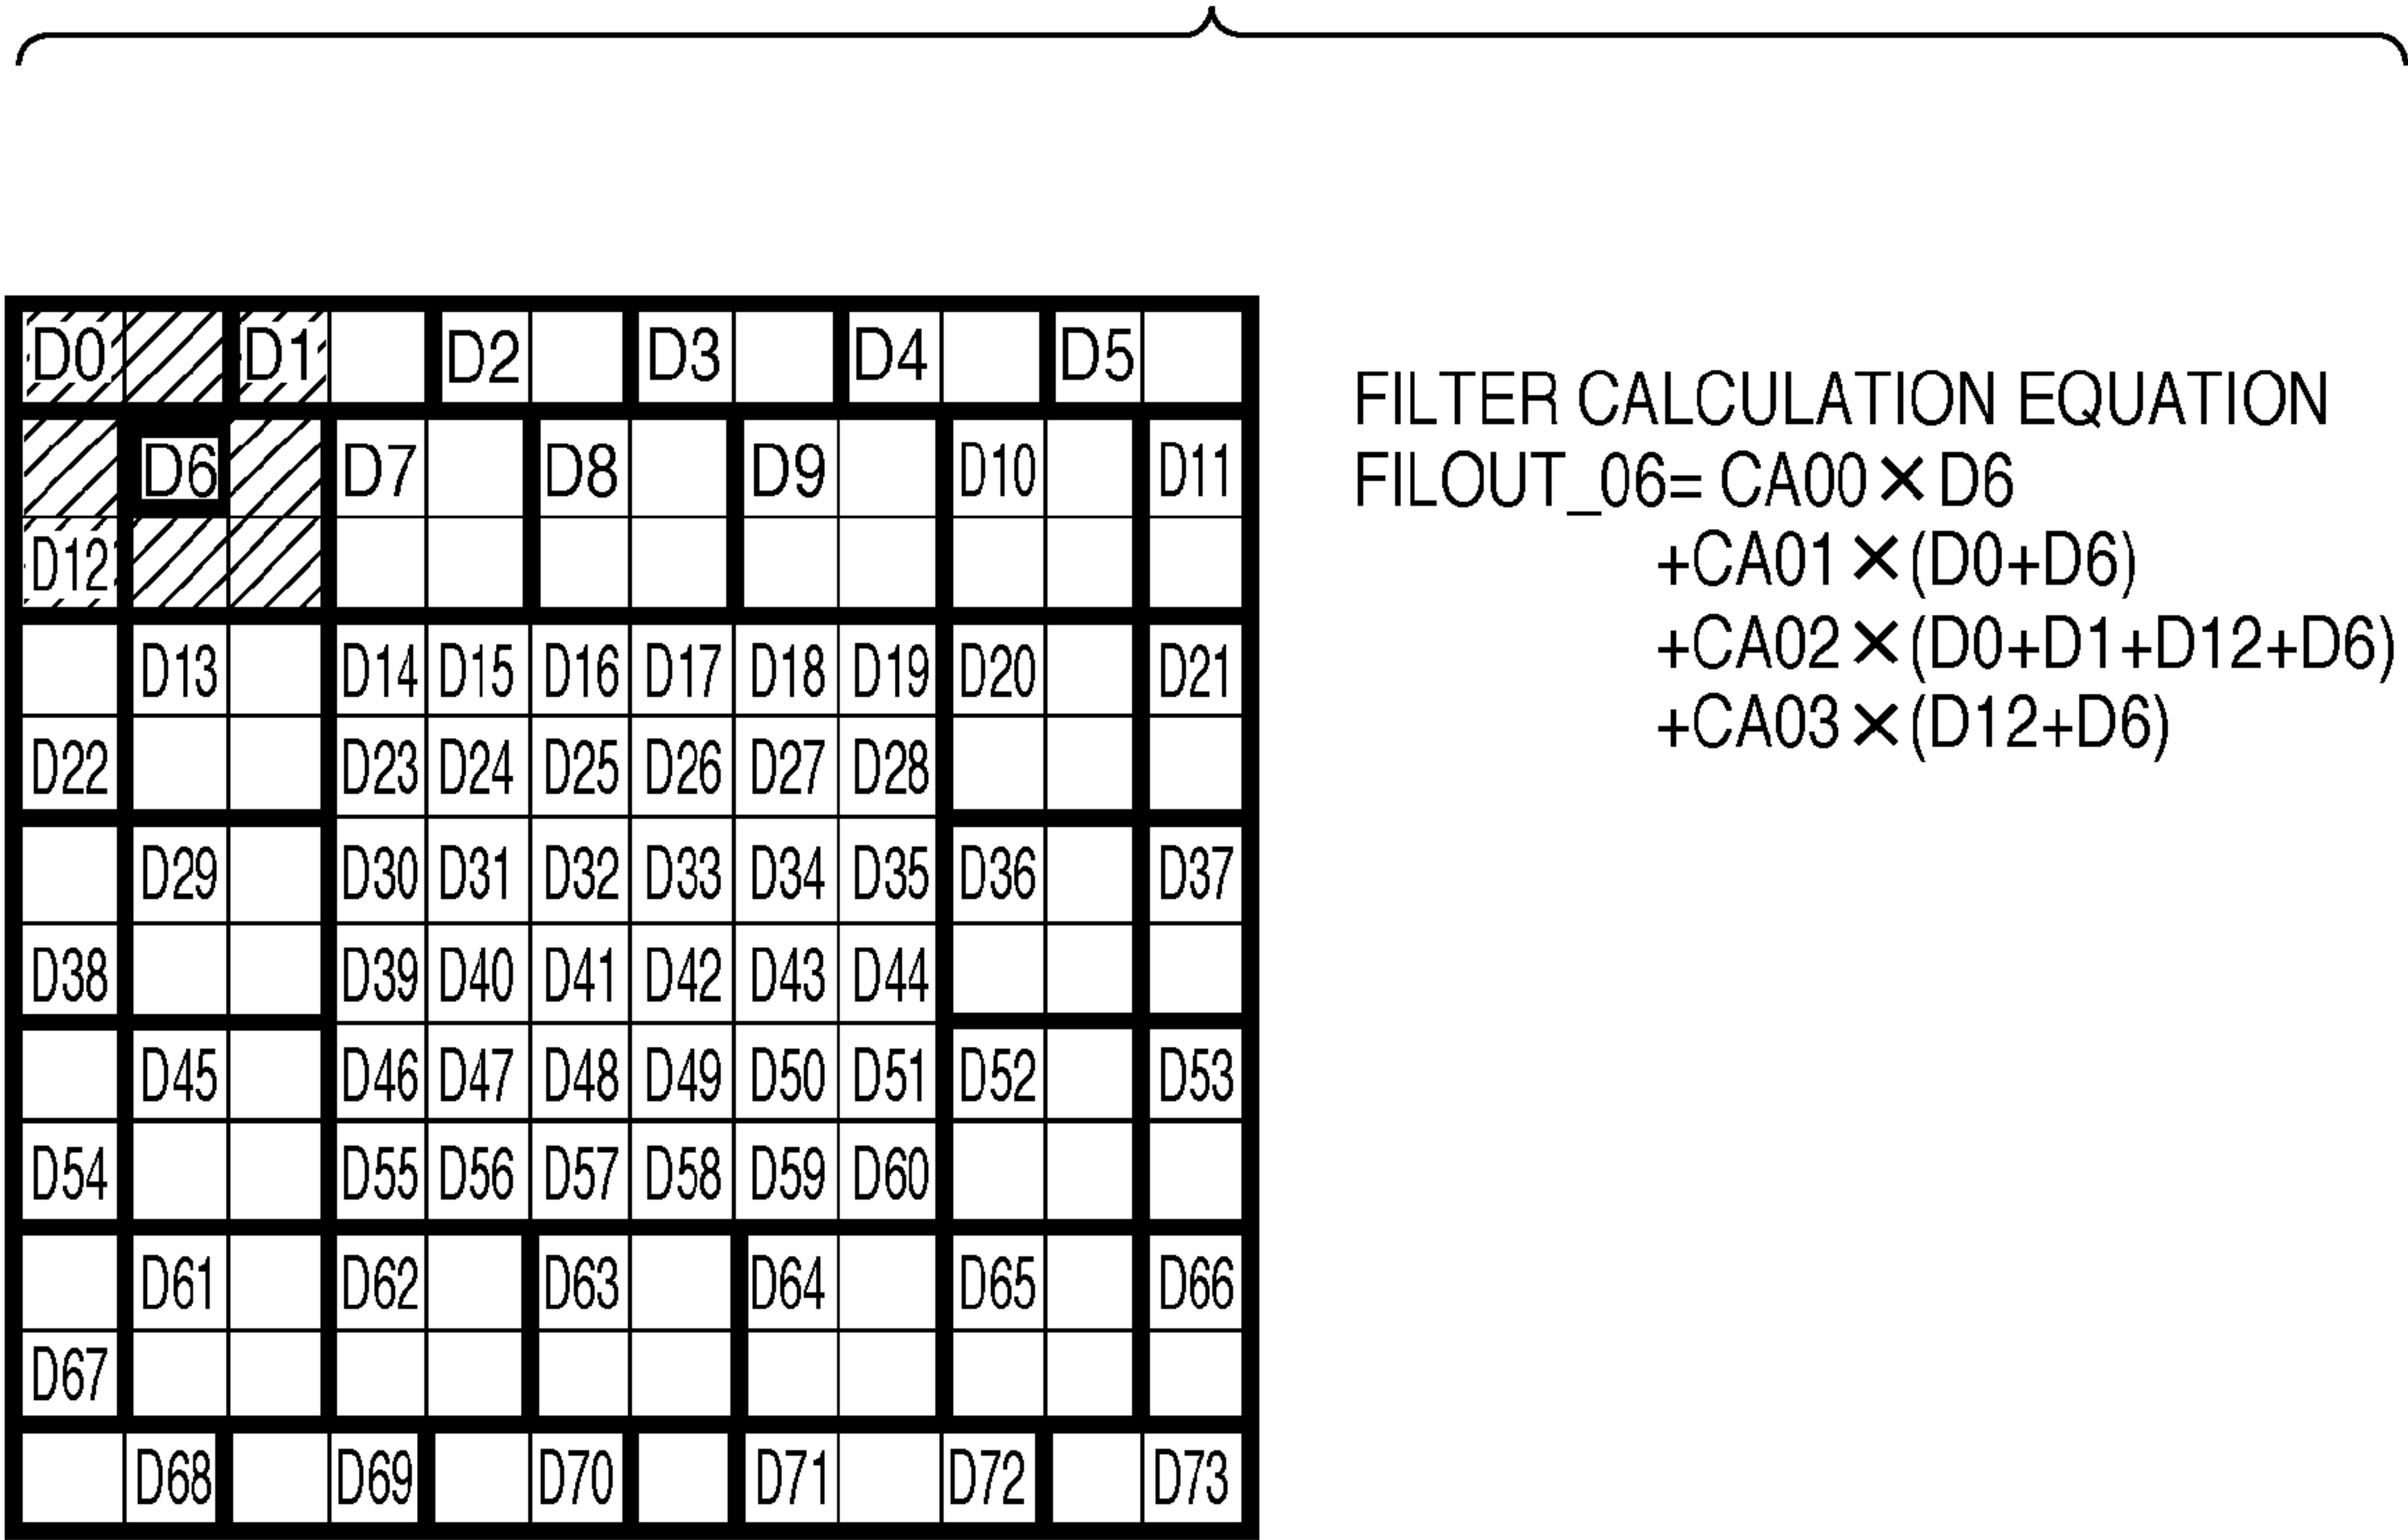 D0 D1 D2 D3 D4 D5
D6 D7 D8 D9 D10 D11
D12
D13 D14 D15 D16 D17 D18 D19 D20 D21
D22 D23 D24 D25 D26 D27 D28
D29 D30 D31 D32 D33 D34 D35 D36 D37
D38 D39 D40 D41 D42 D43 D44
D45 D46 D47 D48 D49 D50 D51 D52 D53
D54 D55 D56 D57 D58 D59 D60
D61 D62 D63 D64 D65 D66
D67
D68 D69 D70 D71 D72 D73
FILTER CALCULATION EQUATION
FILOUT_06= CA00×D6
+CA01×(D0+D6)
+CA02×(D0+D1+D12+D6)
+CA03×(D12+D6)